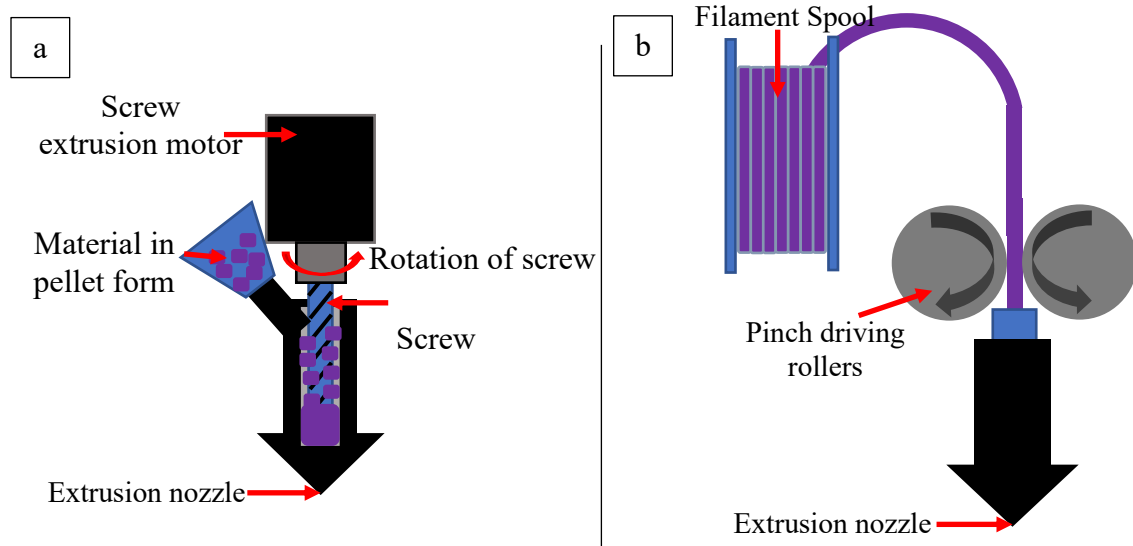 a
Screw
extrusion motor
Material in
pellet form
Rotation of screw
Screw
Extrusion nozzle
b
Filament Spool
Pinch driving
rollers
Extrusion nozzle